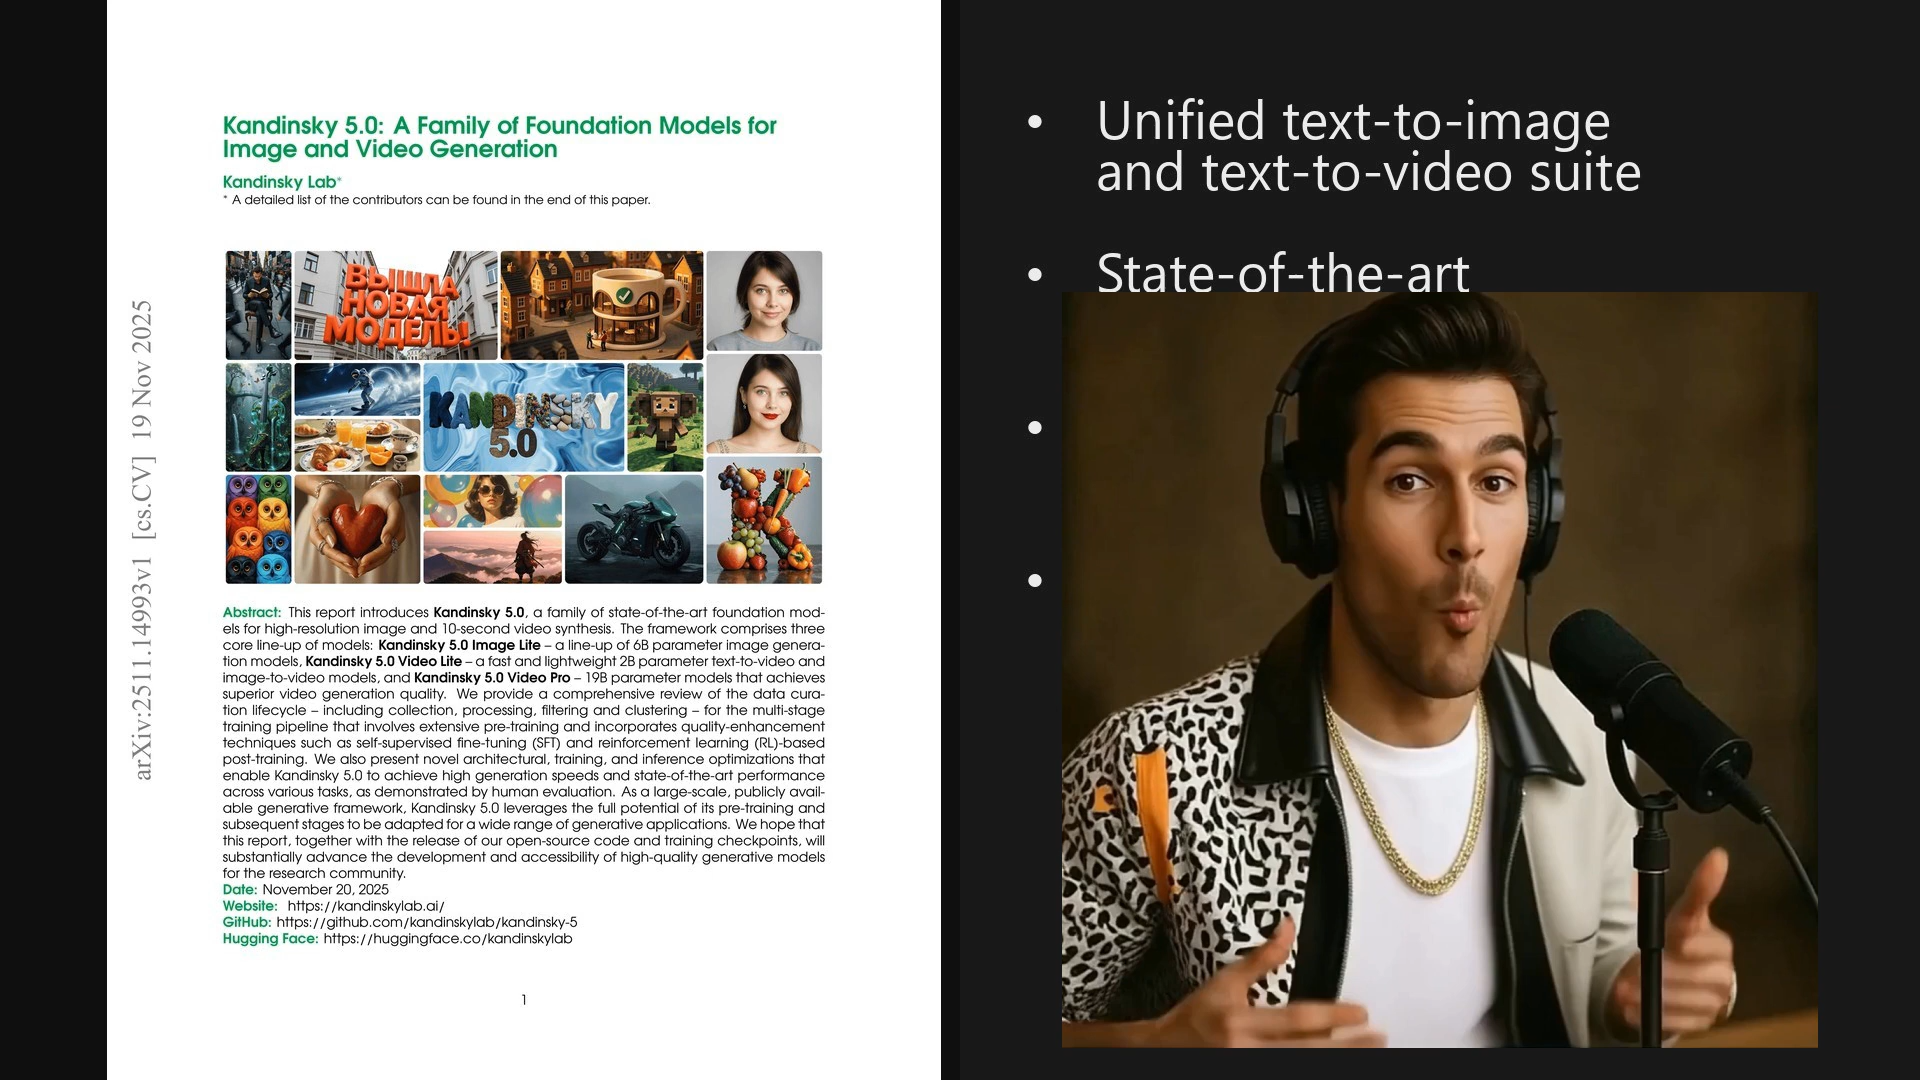 arXiv:2511.14993v1 [cs.CV] 19 Nov 2025
Kandinsky 5.0: A Family of Foundation Models for
Image and Video Generation
Kandinsky Lab*
* A detailed list of the contributors can be found in the end of this paper.
ВЫШЛА
НОВАЯ
МОДЕЛЬ!
KANDINSKY
5.0
Abstract: This report introduces Kandinsky 5.0, a family of state-of-the-art foundation mod-
els for high-resolution image and 10-second video synthesis. The framework comprises three
core line-up of models: Kandinsky 5.0 Image Lite – a line-up of 6B parameter image genera-
tion models, Kandinsky 5.0 Video Lite – a fast and lightweight 2B parameter text-to-video and
image-to-video models, and Kandinsky 5.0 Video Pro – 19B parameter models that achieves
superior video generation quality. We provide a comprehensive review of the data cura-
tion lifecycle – including collection, processing, filtering and clustering – for the multi-stage
training pipeline that involves extensive pre-training and incorporates quality-enhancement
techniques such as self-supervised fine-tuning (SFT) and reinforcement learning (RL)-based
post-training. We also present novel architectural, training, and inference optimizations that
enable Kandinsky 5.0 to achieve high generation speeds and state-of-the-art performance
across various tasks, as demonstrated by human evaluation. As a large-scale, publicly avail-
able generative framework, Kandinsky 5.0 leverages the full potential of its pre-training and
subsequent stages to be adapted for a wide range of generative applications. We hope that
this report, together with the release of our open-source code and training checkpoints, will
substantially advance the development and accessibility of high-quality generative models
for the research community.
Date: November 20, 2025
Website: https://kandinskylab.ai/
GitHub: https://github.com/kandinskylab/kandinsky-5
Hugging Face: https://huggingface.co/kandinskylab
1
• Unified text-to-image
and text-to-video suite
• State-of-the-art
•
•